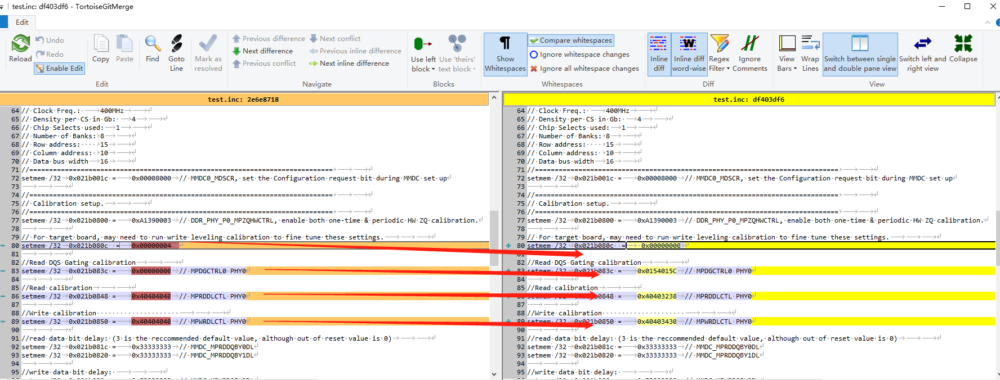 test.inc: df403df6 - TortoiseGitMerge
Edit
Reload
Undo
Redo
Enable Edit
Copy
Paste
Find
Goto
Line
Mark as
resolved
Previous difference
Next difference
Previous conflict
Next conflict
Previous inline difference
Next inline difference
Use left
block
Use 'theirs'
text block
Show
Whitespaces
Compare whitespaces
Ignore whitespace changes
Ignore all whitespace changes
Inline
diff
Inline diff
word-wise
Regex
Filter
Ignore
Comments
View
Bars
Wrap
Lines
Switch between single
and double pane view
Switch left and
right view
Collapse
Edit
Navigate
Blocks
Whitespaces
Diff
View
test.inc: 2e6e8718
64 // Clock Freq.: 400MHz
65 // Density per CS in Gb: 4
66 // Chip Selects used: 1
67 // Number of Banks: 8
68 // Row address: 15
69 // Column address: 10
70 // Data bus width 16
71 //=============================================================================
72 setmem /32 0x021b001c = 0x00008000 // MMDC0_MDSCR, set the Configuration request bit during MMDC set up
73
74 //=============================================================================
75 // Calibration setup.
76 //=============================================================================
77 setmem /32 0x021b0800 = 0xA1390003 // DDR_PHY_P0_MPZQHWCTRL, enable both one-time & periodic HW ZQ calibration.
78
79 // For target board, may need to run write leveling calibration to fine tune these settings.
80 setmem /32 0x021b080c = 0x00000004
81
82 //Read DQS Gating calibration
83 setmem /32 0x021b083c = 0x00000000 // MPDGCTRL0 PHY0
84
85 //Read calibration
86 setmem /32 0x021b0848 = 0x40404040 // MPRDDLCTL PHY0
87
88 //Write calibration
89 setmem /32 0x021b0850 = 0x40404040 // MPWRDLCTL PHY0
90
91 //read data bit delay: (3 is the reccommended default value, although out of reset value is 0)
92 setmem /32 0x021b081c = 0x33333333 // MMDC_MPRDDQBY0DL
93 setmem /32 0x021b0820 = 0x33333333 // MMDC_MPRDDQBY1DL
94
95 //write data bit delay:
test.inc: df403df6
64 // Clock Freq.: 400MHz
65 // Density per CS in Gb: 4
66 // Chip Selects used: 1
67 // Number of Banks: 8
68 // Row address: 15
69 // Column address: 10
70 // Data bus width 16
71 //=============================================================================
72 setmem /32 0x021b001c = 0x00008000 // MMDC0_MDSCR, set the Configuration request bit during MMDC set up
73
74 //=============================================================================
75 // Calibration setup.
76 //=============================================================================
77 setmem /32 0x021b0800 = 0xA1390003 // DDR_PHY_P0_MPZQHWCTRL, enable both one-time & periodic HW ZQ calibration.
78
79 // For target board, may need to run write leveling calibration to fine tune these settings.
80 setmem /32 0x021b080c = 0x00000000
81
82 //Read DQS Gating calibration
83 setmem /32 0x021b083c = 0x0154015C // MPDGCTRL0 PHY0
84
85 //Read calibration
86 setmem /32 0x021b0848 = 0x40403238 // MPRDDLCTL PHY0
87
88 //Write calibration
89 setmem /32 0x021b0850 = 0x40403430 // MPWRDLCTL PHY0
90
91 //read data bit delay: (3 is the reccommended default value, although out of reset value is 0)
92 setmem /32 0x021b081c = 0x33333333 // MMDC_MPRDDQBY0DL
93 setmem /32 0x021b0820 = 0x33333333 // MMDC_MPRDDQBY1DL
94
95 //write data bit delay: